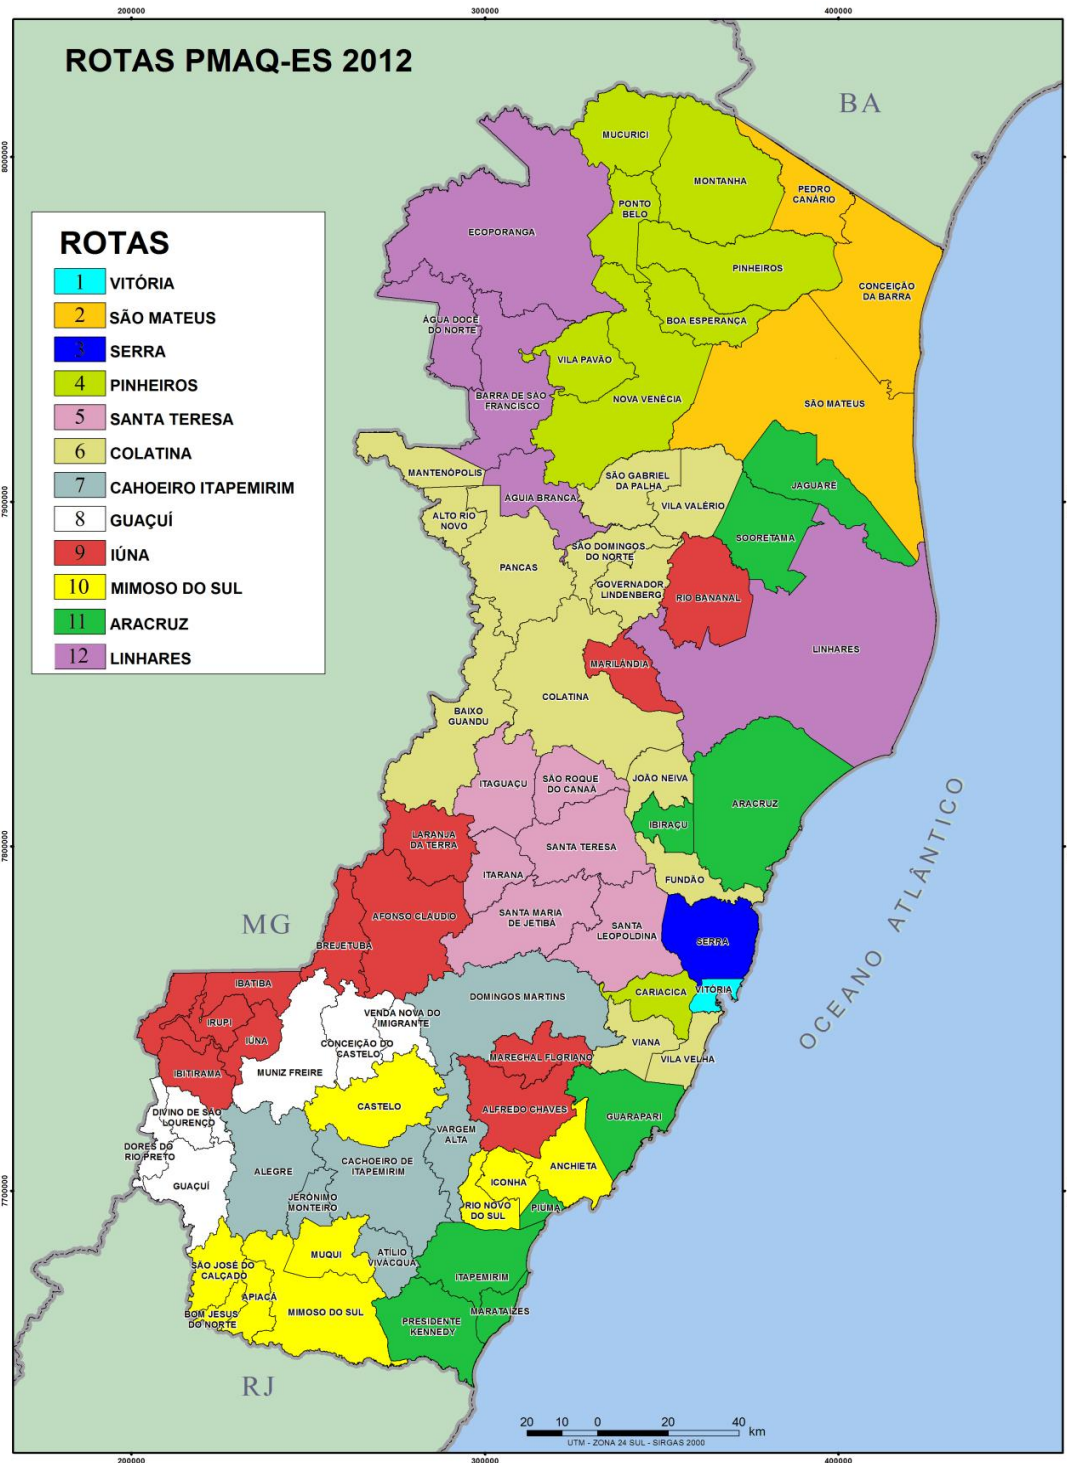 200000
300000
400000
ROTAS PMAQ-ES 2012
BA
8000000
7900000
7800000
7700000
ROTAS
1 VITÓRIA
2 SÃO MATEUS
3 SERRA
4 PINHEIROS
5 SANTA TERESA
6 COLATINA
7 CAHOEIRO ITAPEMIRIM
8 GUAÇUÍ
9 IÚNA
10 MIMOSO DO SUL
11 ARACRUZ
12 LINHARES
MUCURICI
MONTANHA
PEDRO
CANÁRIO
PONTO
BELO
ECOPORANGA
PINHEIROS
CONCEIÇÃO
DA BARRA
ÁGUA DOCE
DO NORTE
BOA ESPERANÇA
VILA PAVÃO
BARRA DE SÃO
FRANCISCO
NOVA VENÉCIA
SÃO MATEUS
MANTENÓPOLIS
SÃO GABRIEL
DA PALHA
JAGUARÉ
ÁGUIA BRANCA
VILA VALÉRIO
ALTO RIO
NOVO
SOORETAMA
SÃO DOMINGOS
DO NORTE
PANCAS
GOVERNADOR
LINDENBERG
RIO BANANAL
LINHARES
MARILÂNDIA
COLATINA
BAIXO
GUANDU
ITAGUAÇU
SÃO ROQUE
DO CANAÃ
JOÃO NEIVA
ARACRUZ
IBIRAÇU
LARANJA
DA TERRA
SANTA TERESA
ITARANA
FUNDÃO
AFONSO CLÁUDIO
SANTA MARIA
DE JETIBÁ
SANTA
LEOPOLDINA
SERRA
MG
BREJETUBA
IBATIBA
DOMINGOS MARTINS
CARIACICA
VITÓRIA
VENDA NOVA DO
IMIGRANTE
IRUPI
IÚNA
CONCEIÇÃO DO
CASTELO
VIANA
VILA VELHA
MARECHAL FLORIANO
IBITIRAMA
MUNIZ FREIRE
CASTELO
ALFREDO CHAVES
GUARAPARI
DIVINO DE SÃO
LOURENÇO
VARGEM
ALTA
DORES DO
RIO PRETO
CACHOEIRO DE
ITAPEMIRIM
ANCHIETA
ALEGRE
GUAÇUÍ
ICONHA
JERÔNIMO
MONTEIRO
RIO NOVO
DO SUL
PIÚMA
MUQUI
ATILIO
VIVÁCQUA
SÃO JOSÉ DO
CALÇADO
ITAPEMIRIM
APIACÁ
BOM JESUS
DO NORTE
MIMOSO DO SUL
MARATAÍZES
PRESIDENTE
KENNEDY
RJ
OCEANO ATLÂNTICO
20 10 0 20 40 km
UTM - ZONA 24 SUL - SIRGAS 2000
8000000
7900000
7800000
7700000
200000
300000
400000